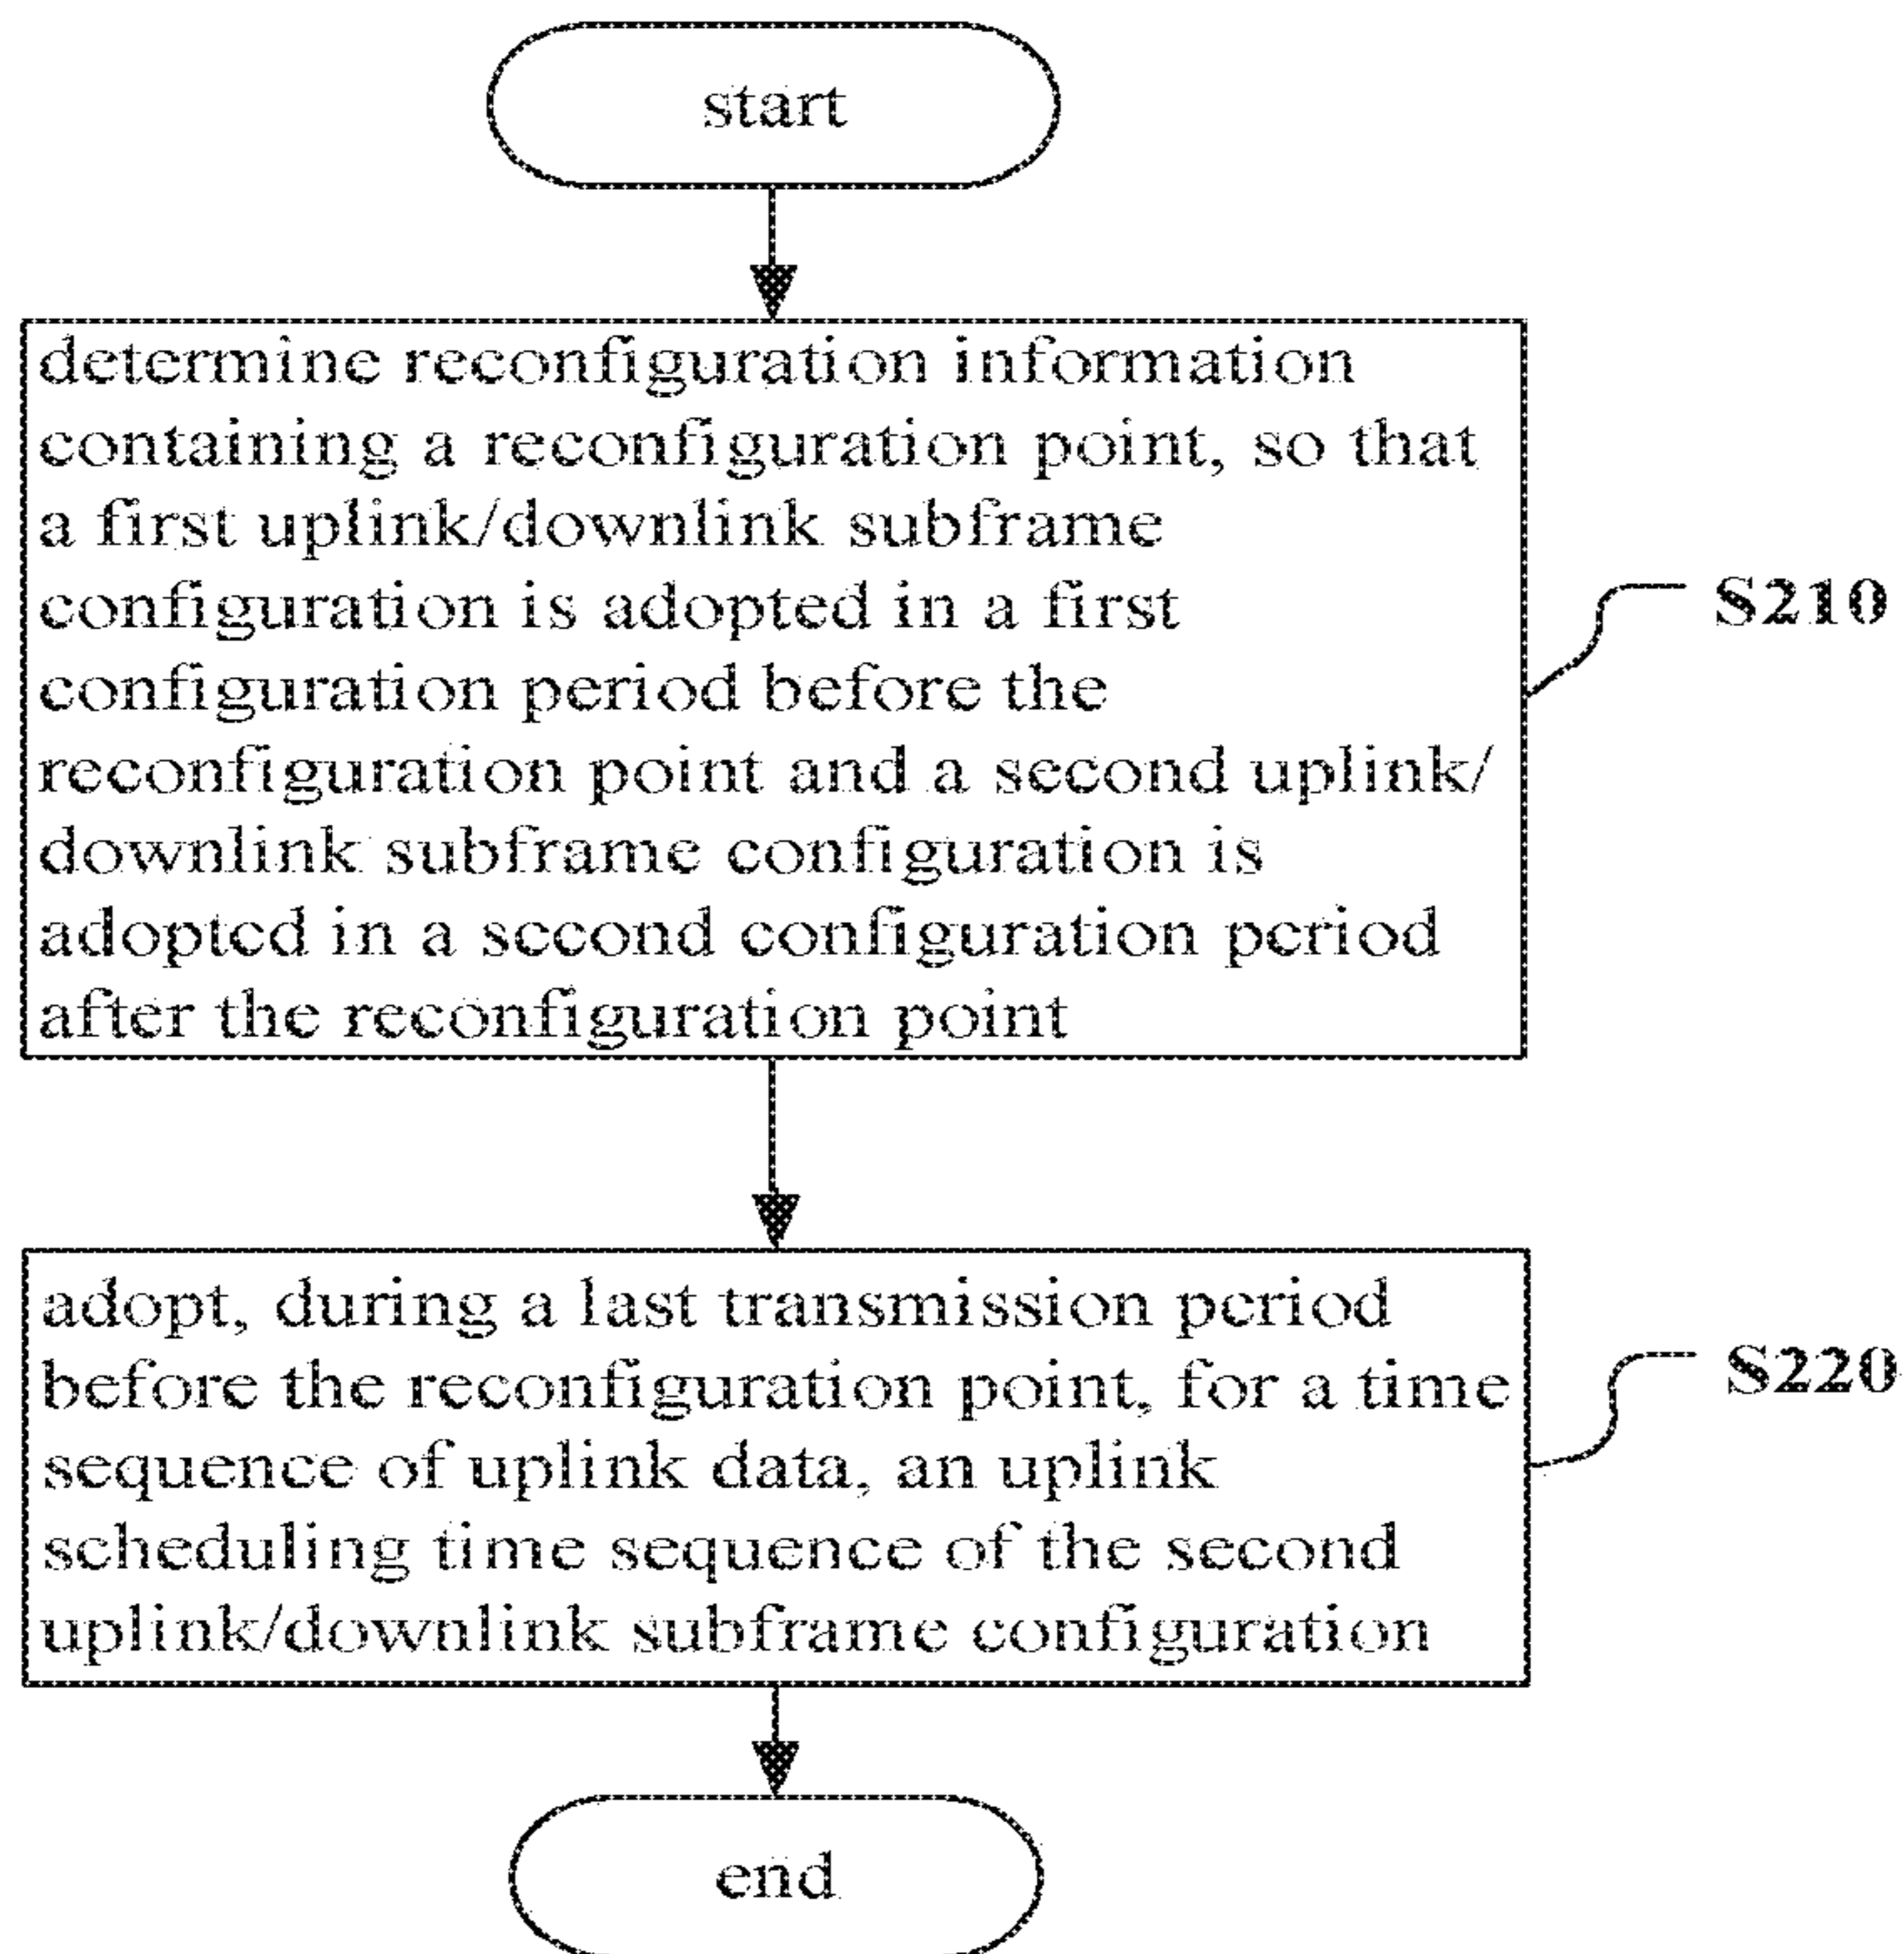 start
determine reconfiguration information
containing a reconfiguration point, so that
a first uplink/downlink subframe
configuration is adopted in a first
configuration period before the
reconfiguration point and a second uplink/
downlink subframe configuration is
adopted in a second configuration period
after the reconfiguration point
S210
adopt, during a last transmission period
before the reconfiguration point, for a time
sequence of uplink data, an uplink
scheduling time sequence of the second
uplink/downlink subframe configuration
S220
end